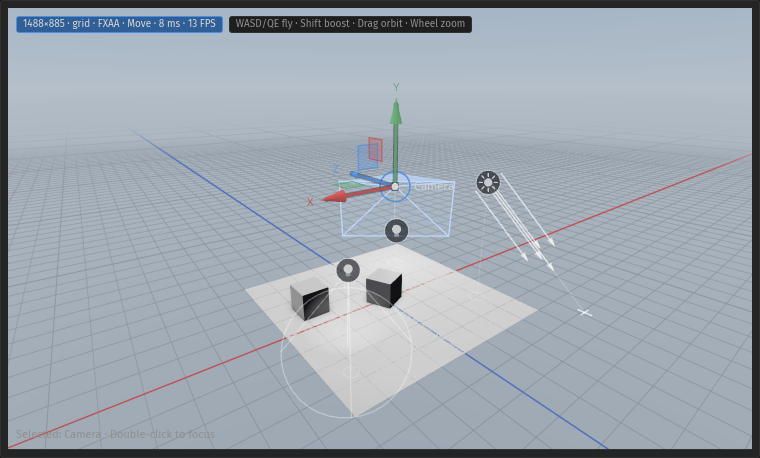 1488×885 · grid · FXAA · Move · 8 ms · 13 FPS
WASD/QE fly · Shift boost · Drag orbit · Wheel zoom
Y
Z
Camera
X
Selected: Camera · Double-click to focus